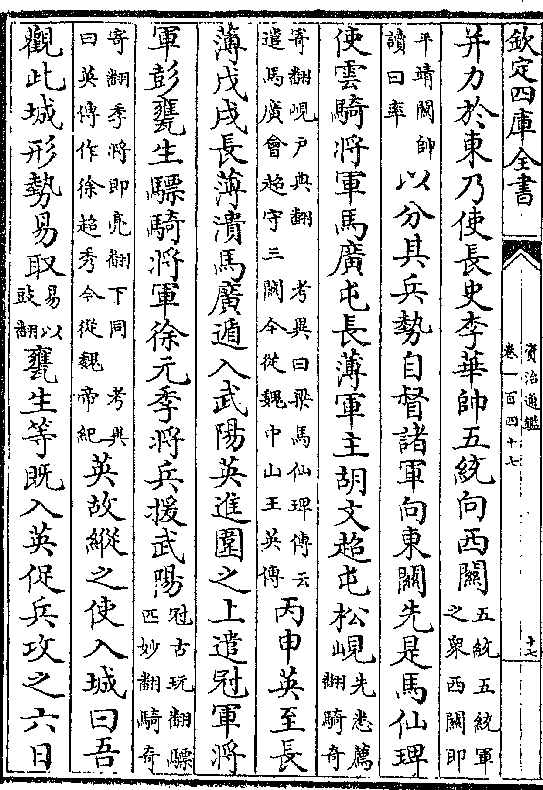 欽定四庫全書
資治通鑑
卷一百四十七
十七
并力於東乃使長史李華帥五統向西關
五統五統軍
之衆西關即
平靖關帥
讀曰率
以分其兵勢自督諸軍向東關先是馬仙琕
使雲騎將軍馬廣屯長薄軍主胡文超屯松峴
先悉薦
翻騎奇
寄翻峴戶典翻　考異曰梁馬仙琕傳云
遣馬廣會超守三關今從魏中山王英傳
丙申英至長
薄戊戌長薄潰馬廣遁入武陽英進圍之上遣冠軍將
軍彭甕生驃騎將軍徐元季將兵援武陽
冠古玩翻驃
匹妙翻騎奇
寄翻季將即亮翻下同　考異
曰英傳作徐超秀今從魏帝紀
英故縱之使入城曰吾
觀此城形勢易取
易以
豉翻
甕生等既入英促兵攻之六日